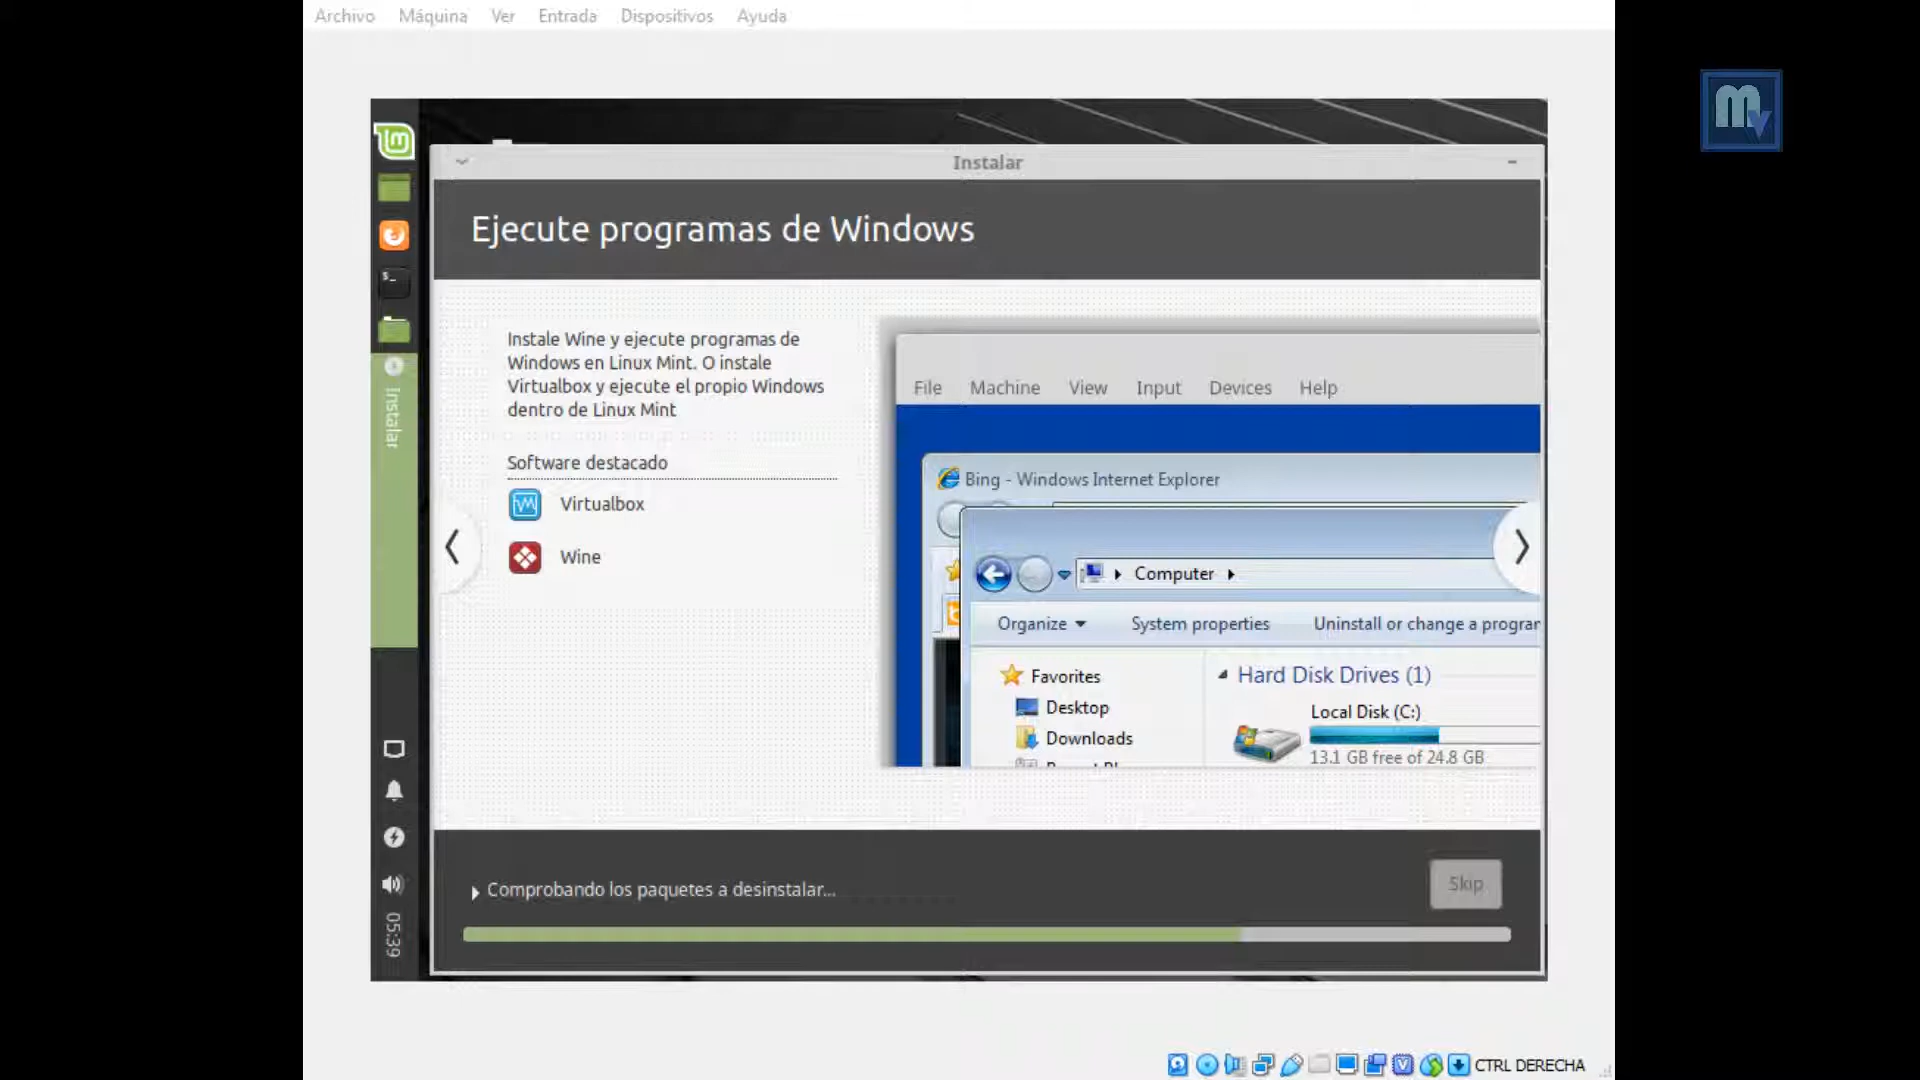 Archivo Máquina Ver Entrada Dispositivos Ayuda
Instalar
Ejecute programas de Windows
Instale Wine y ejecute programas de
Windows en Linux Mint. O instale
Virtualbox y ejecute el propio Windows
dentro de Linux Mint
Software destacado
Virtualbox
Wine
File Machine View Input Devices Help
Bing - Windows Internet Explorer
Computer
Organize System properties Uninstall or change a program
Favorites
Desktop
Downloads
Hard Disk Drives (1)
Local Disk (C:)
13.1 GB free of 24.8 GB
Instalar
05:39
Comprobando los paquetes a desinstalar...
Skip
CTRL DERECHA
MV